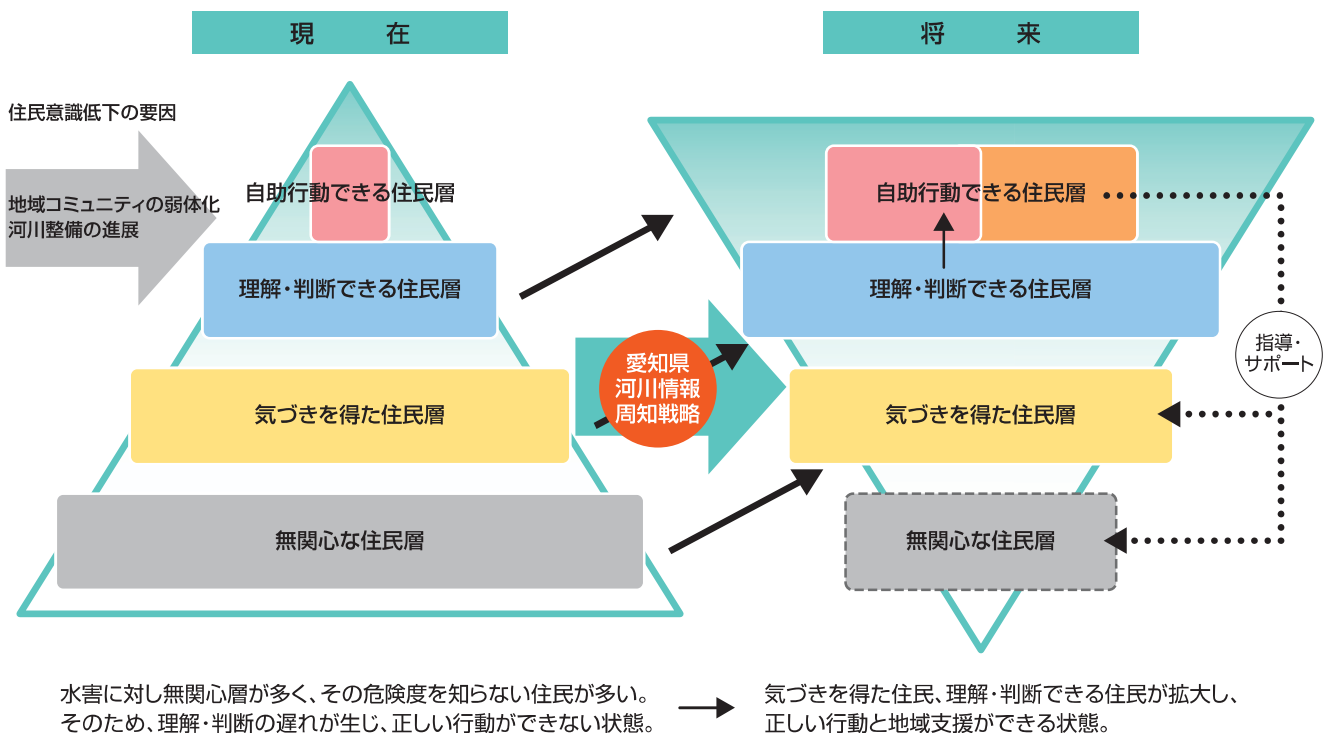 現在
将来
住民意識低下の要因
地域コミュニティの弱体化
河川整備の進展
自助行動できる住民層
理解・判断できる住民層
気づきを得た住民層
無関心な住民層
愛知県
河川情報
周知戦略
自助行動できる住民層
理解・判断できる住民層
気づきを得た住民層
無関心な住民層
指導・
サポート
水害に対し無関心層が多く、その危険度を知らない住民が多い。
そのため、理解・判断の遅れが生じ、正しい行動ができない状態。
気づきを得た住民、理解・判断できる住民が拡大し、
正しい行動と地域支援ができる状態。